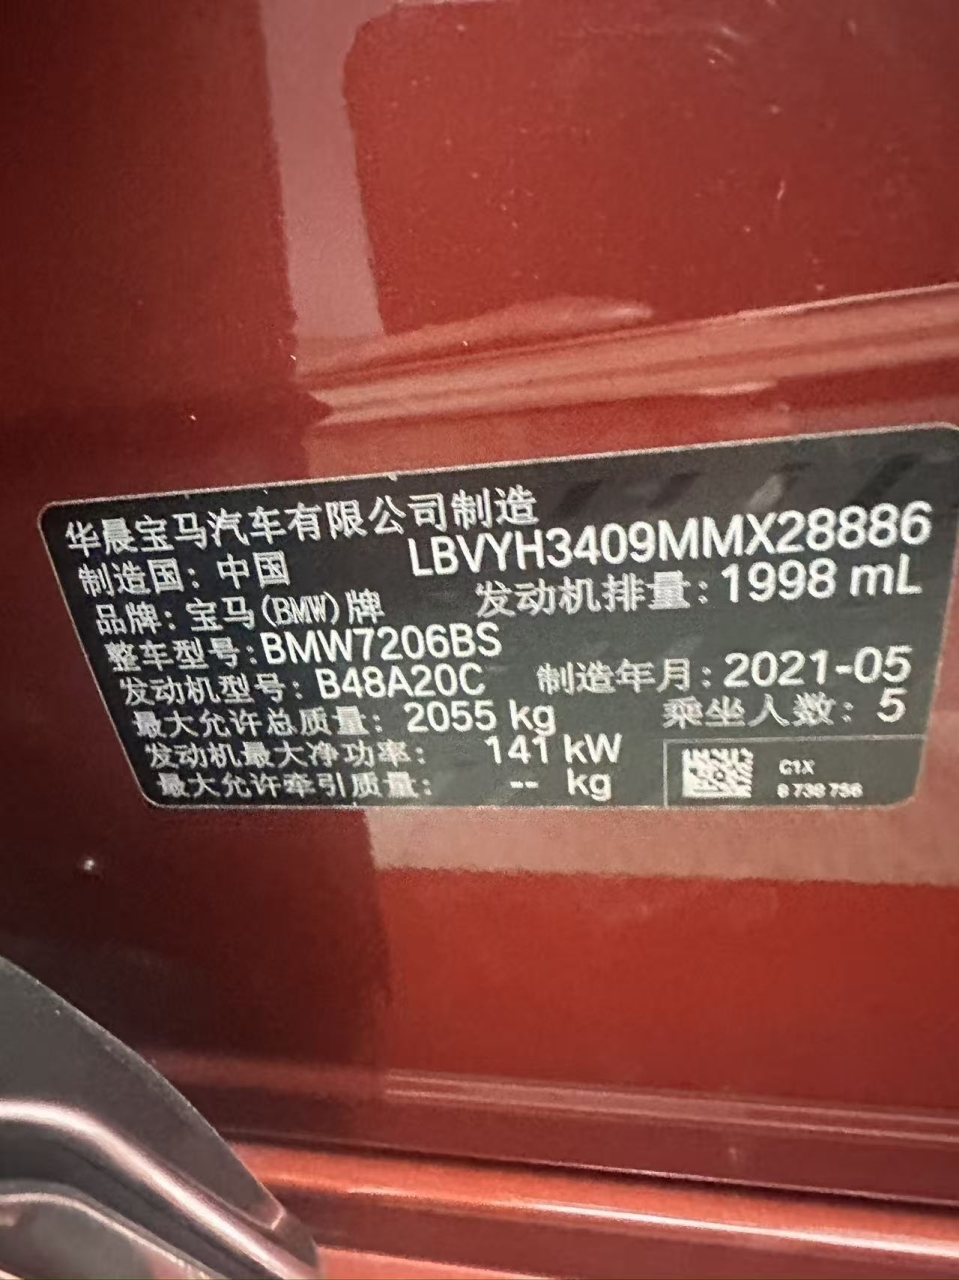 华晨宝马汽车有限公司制造
LBVYH3409MMX28886
制造国：中国
品牌：宝马(BMW)牌
发动机排量：1998 mL
整车型号：BMW7206BS
发动机型号：B48A20C
制造年月：2021-05
最大允许总质量：2055 kg
乘坐人数：5
发动机最大净功率：141 kW
最大允许牵引质量：-- kg
C1X
8 738 756